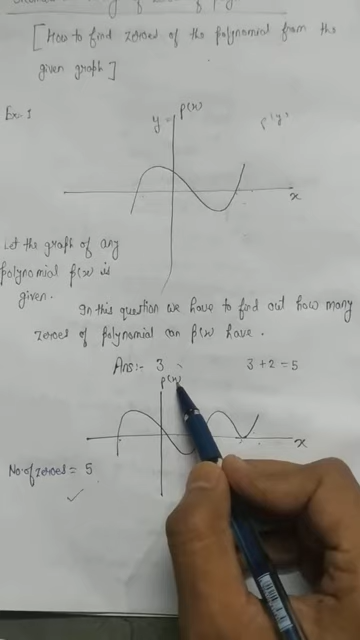 [How to find zeroes of the polynomial from the
given graph]
Ex. 1
y = p(x)
x
Let the graph of any
polynomial p(x) is
given.
In this question we have to find out how many
zeroes of polynomial can p(x) have.
Ans:- 3
3 + 2 = 5
p(x)
x
No. of zeroes = 5